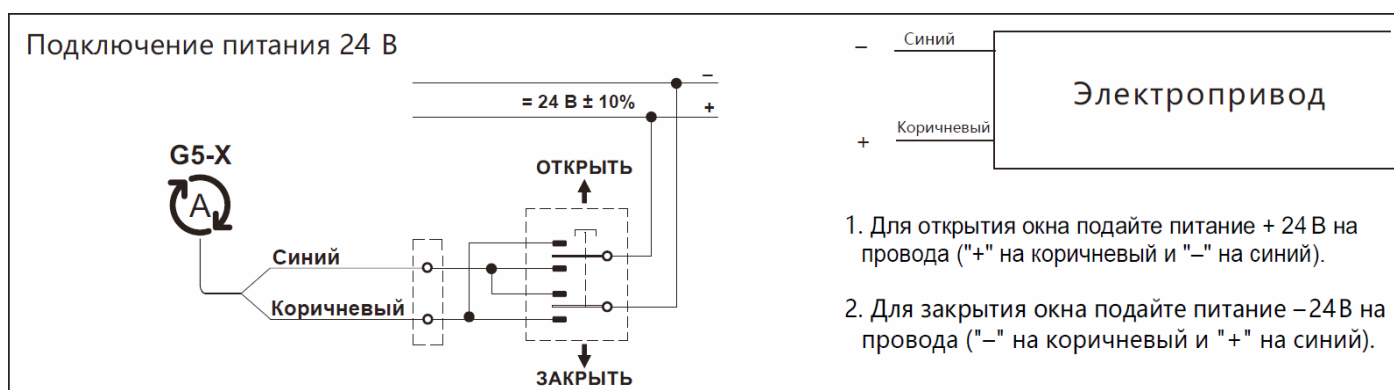 Подключение питания 24 В
–
= 24 В ± 10%
+
G5-X
A
ОТКРЫТЬ
Синий
Коричневый
ЗАКРЫТЬ
– Синий
Электропривод
+ Коричневый
1. Для открытия окна подайте питание + 24 В на
провода ("+" на коричневый и "–" на синий).
2. Для закрытия окна подайте питание –24 В на
провода ("–" на коричневый и "+" на синий).